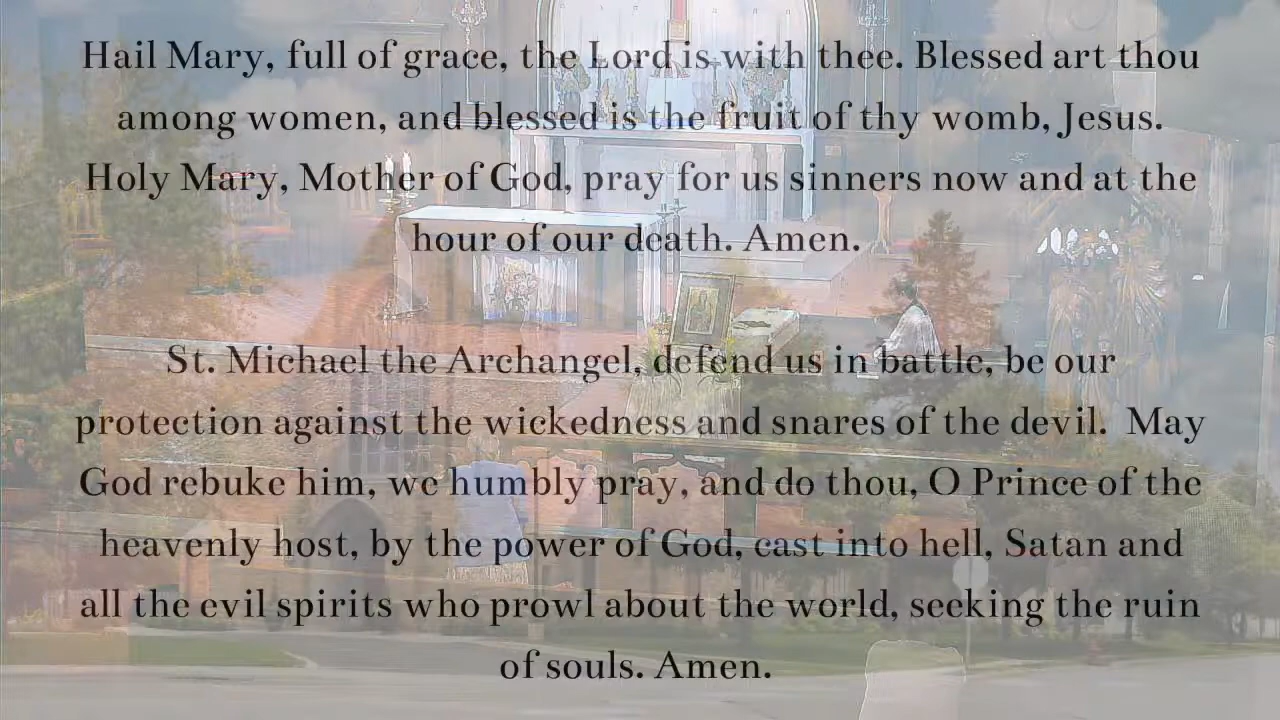 Hail Mary, full of grace, the Lord is with thee. Blessed art thou
among women, and blessed is the fruit of thy womb, Jesus.
Holy Mary, Mother of God, pray for us sinners now and at the
hour of our death. Amen.
St. Michael the Archangel, defend us in battle, be our
protection against the wickedness and snares of the devil.  May
God rebuke him, we humbly pray, and do thou, O Prince of the
heavenly host, by the power of God, cast into hell, Satan and
all the evil spirits who prowl about the world, seeking the ruin
of souls. Amen.